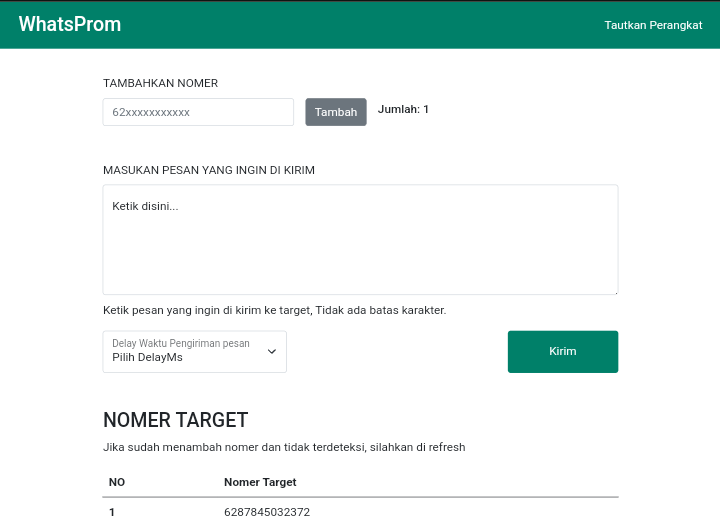 WhatsProm
Tautkan Perangkat
TAMBAHKAN NOMER
62xxxxxxxxxxx
Tambah
Jumlah: 1
MASUKAN PESAN YANG INGIN DI KIRIM
Ketik disini...
Ketik pesan yang ingin di kirim ke target, Tidak ada batas karakter.
Delay Waktu Pengiriman pesan
Pilih DelayMs
Kirim
NOMER TARGET
Jika sudah menambah nomer dan tidak terdeteksi, silahkan di refresh
NO Nomer Target
1 6287845032372